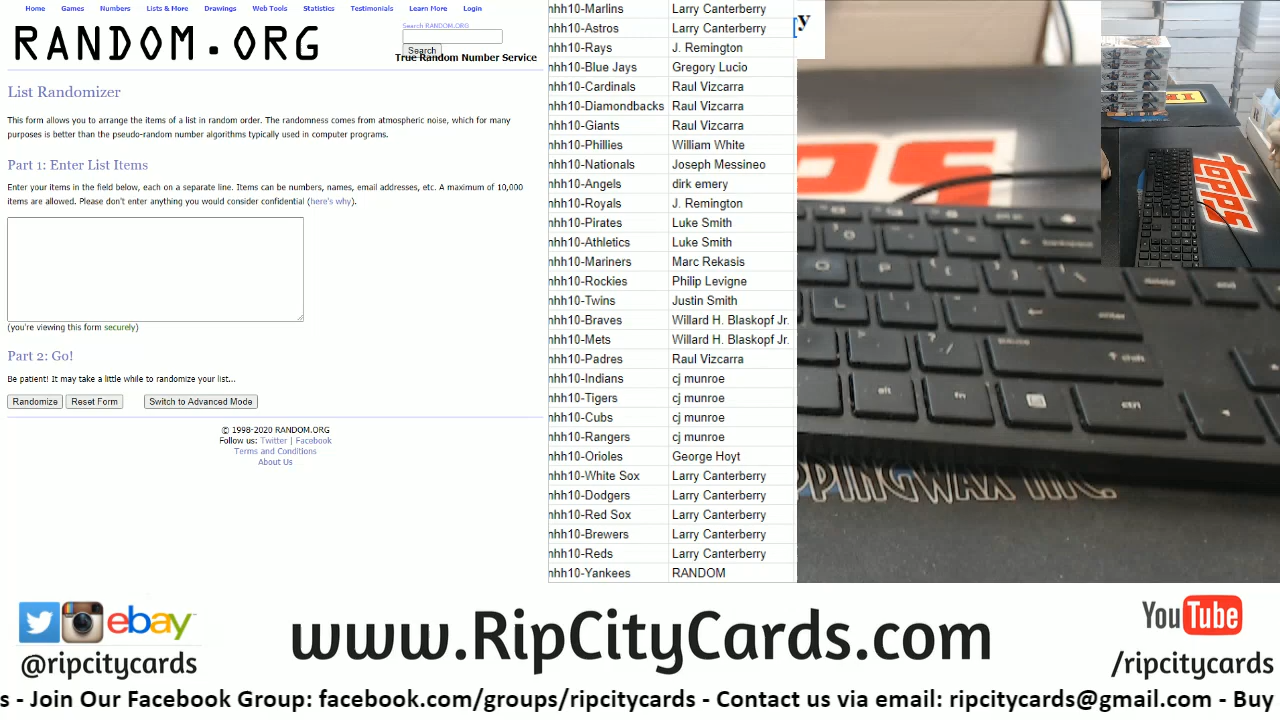 Home Games Numbers Lists & More Drawings Web Tools Statistics Testimonials Learn More Login
RANDOM.ORG
Search RANDOM.ORG
Search
True Random Number Service
List Randomizer
This form allows you to arrange the items of a list in random order. The randomness comes from atmospheric noise, which for many
purposes is better than the pseudo-random number algorithms typically used in computer programs.
Part 1: Enter List Items
Enter your items in the field below, each on a separate line. Items can be numbers, names, email addresses, etc. A maximum of 10,000
items are allowed. Please don't enter anything you would consider confidential (here's why).
(you're viewing this form securely)
Part 2: Go!
Be patient! It may take a little while to randomize your list...
Randomize Reset Form Switch to Advanced Mode
© 1998-2020 RANDOM.ORG
Follow us: Twitter | Facebook
Terms and Conditions
About Us
nhh10-Marlins Larry Canterberry
nhh10-Astros Larry Canterberry
nhh10-Rays J. Remington
nhh10-Blue Jays Gregory Lucio
nhh10-Cardinals Raul Vizcarra
nhh10-Diamondbacks Raul Vizcarra
nhh10-Giants Raul Vizcarra
nhh10-Phillies William White
nhh10-Nationals Joseph Messineo
nhh10-Angels dirk emery
nhh10-Royals J. Remington
nhh10-Pirates Luke Smith
nhh10-Athletics Luke Smith
nhh10-Mariners Marc Rekasis
nhh10-Rockies Philip Levigne
nhh10-Twins Justin Smith
nhh10-Braves Willard H. Blaskopf Jr.
nhh10-Mets Willard H. Blaskopf Jr.
nhh10-Padres Raul Vizcarra
nhh10-Indians cj munroe
nhh10-Tigers cj munroe
nhh10-Cubs cj munroe
nhh10-Rangers cj munroe
nhh10-Orioles George Hoyt
nhh10-White Sox Larry Canterberry
nhh10-Dodgers Larry Canterberry
nhh10-Red Sox Larry Canterberry
nhh10-Brewers Larry Canterberry
nhh10-Reds Larry Canterberry
nhh10-Yankees RANDOM
y
pps
topps
backspace
delete
end
enter
pause
shift
alt
fn
ctrl
PPINGWAX INC.
ebay
@ripcitycards
www.RipCityCards.com
YouTube
/ripcitycards
s - Join Our Facebook Group: facebook.com/groups/ripcitycards - Contact us via email: ripcitycards@gmail.com - Buy